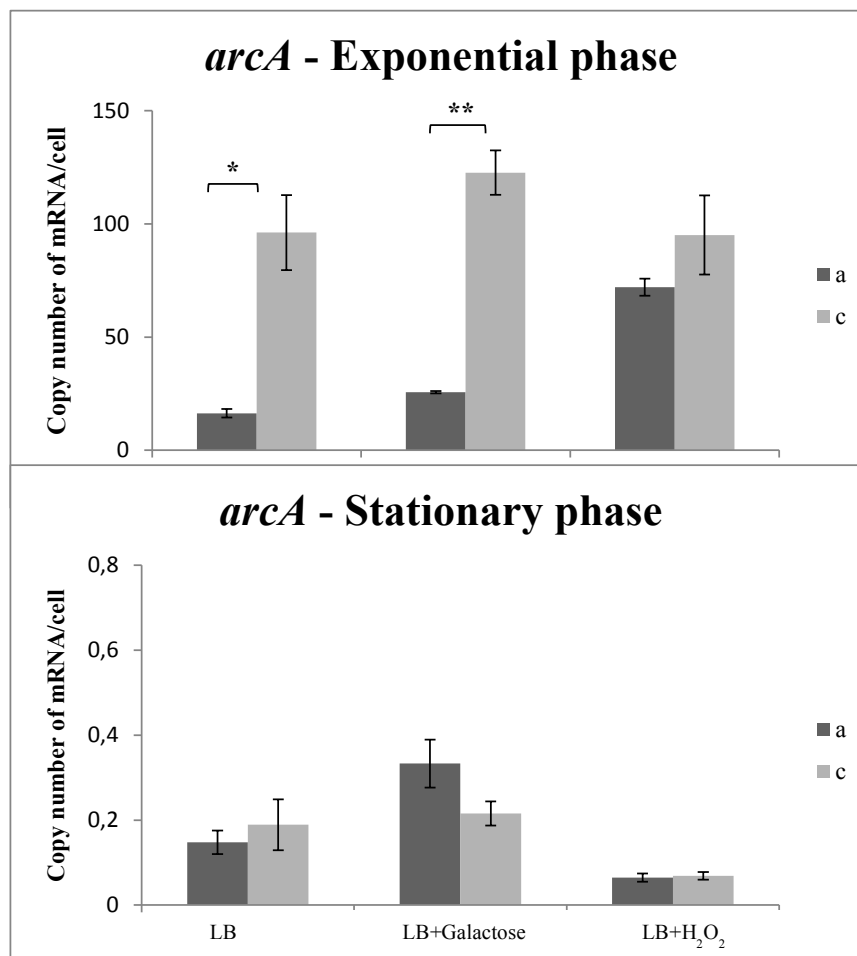 arcA - Exponential phase
Copy number of mRNA/cell
150
100
50
0
*
**
a
c
arcA - Stationary phase
Copy number of mRNA/cell
0,8
0,6
0,4
0,2
0
a
c
LB
LB+Galactose
LB+H₂O₂